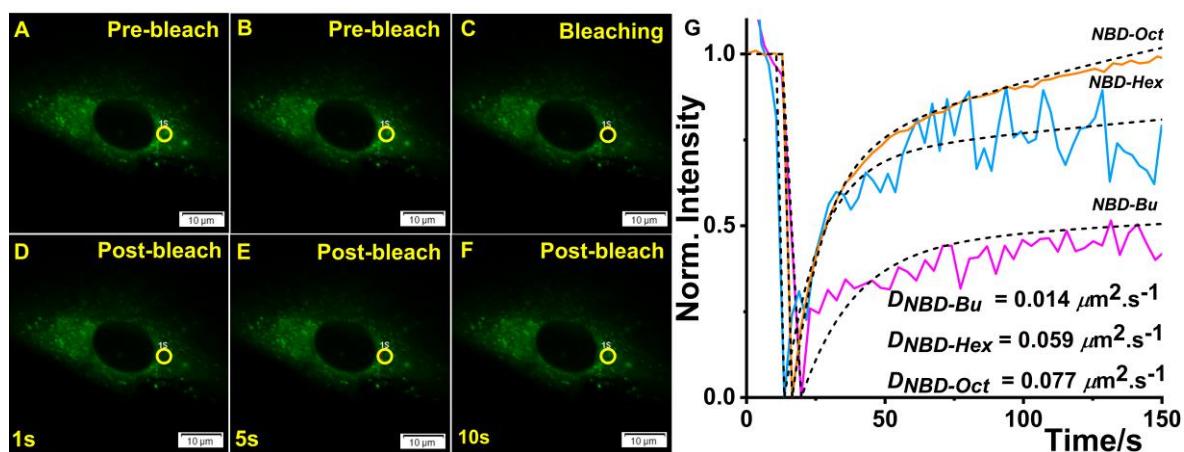 A Pre-bleach
1S
10 µm
B Pre-bleach
1S
10 µm
C Bleaching
1S
10 µm
D Post-bleach
1S
1s
10 µm
E Post-bleach
1S
5s
10 µm
F Post-bleach
1S
10s
10 µm
G
Norm. Intensity
1.0
0.5
0.0
NBD-Oct
NBD-Hex
NBD-Bu
D NBD-Bu = 0.014 µm².s⁻¹
D NBD-Hex = 0.059 µm².s⁻¹
D NBD-Oct = 0.077 µm².s⁻¹
0 50 100 150
Time/s